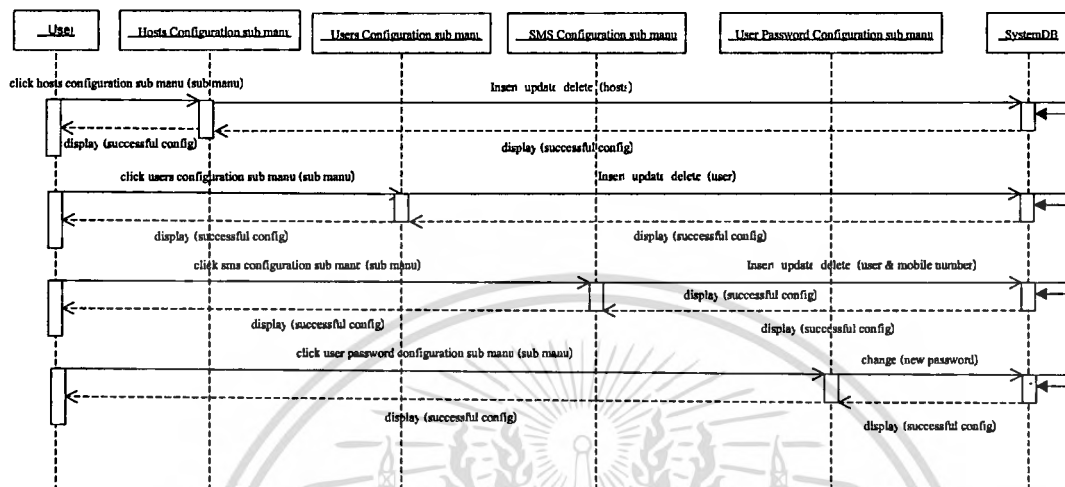 User
Hosts Configuration sub manu
Users Configuration sub manu
SMS Configuration sub manu
User Password Configuration sub manu
SystemDB
click hosts configuration sub manu (sub manu)
Insert update delete (hosts)
display (successful config)
display (successful config)
click users configuration sub manu (sub manu)
Insert update delete (user)
display (successful config)
display (successful config)
click sms configuration sub manu (sub manu)
Insert update delete (user & mobile number)
display (successful config)
display (successful config)
display (successful config)
click user password configuration sub manu (sub manu)
change (new password)
display (successful config)
display (successful config)